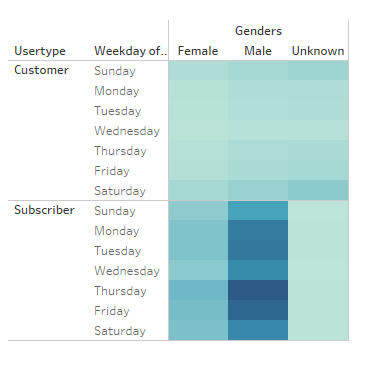 Genders
Usertype Weekday of.. Female Male Unknown
Customer Sunday
Monday
Tuesday
Wednesday
Thursday
Friday
Saturday
Subscriber Sunday
Monday
Tuesday
Wednesday
Thursday
Friday
Saturday